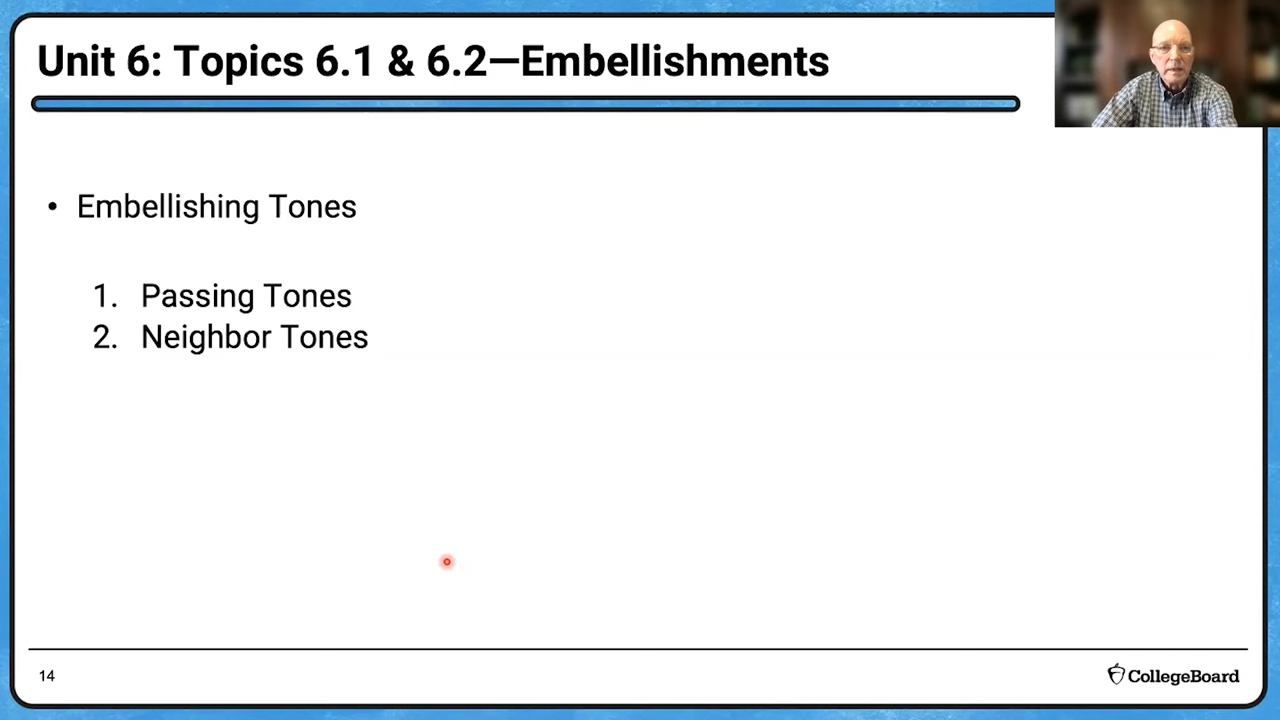 Unit 6: Topics 6.1 & 6.2—Embellishments
• Embellishing Tones
1. Passing Tones
2. Neighbor Tones
14
CollegeBoard